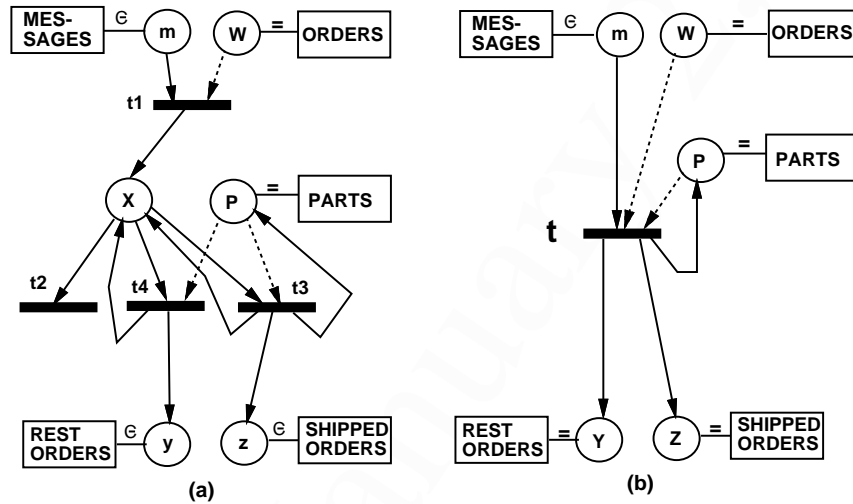 MES-
SAGES
∈
m
W
=
ORDERS
t1
X
P
=
PARTS
t2
t4
t3
REST
ORDERS
∈
y
z
∈
SHIPPED
ORDERS
(a)
MES-
SAGES
∈
m
W
=
ORDERS
P
=
PARTS
t
REST
ORDERS
=
Y
Z
=
SHIPPED
ORDERS
(b)